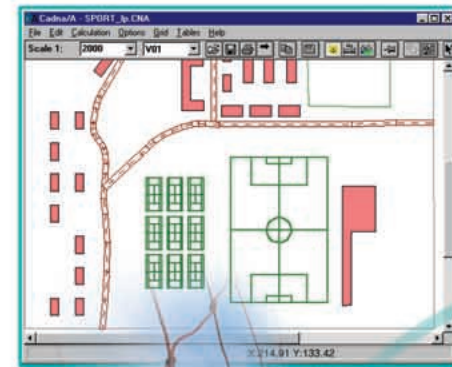 Cadna/A - SPORT_lp.CNA
File Edit Calculation Options Grid Tables Help
Scale 1: 2000 V01
X:214.91 Y:133.42